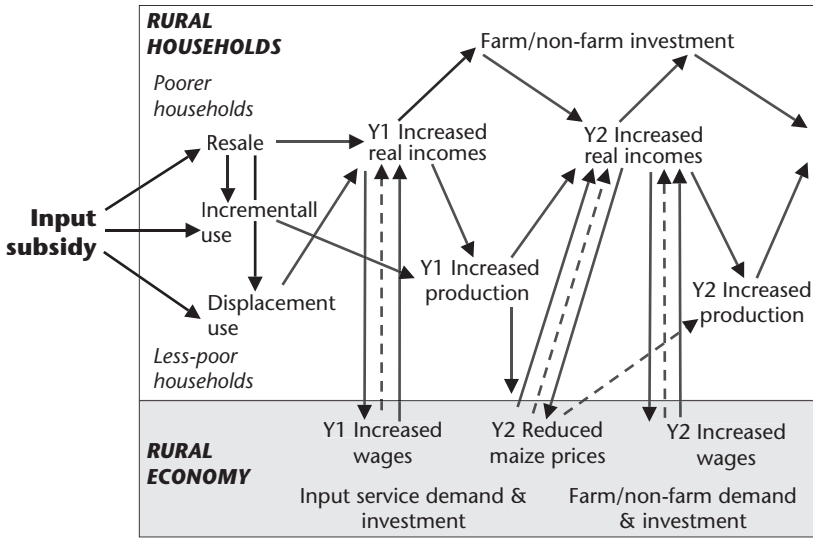 RURAL
HOUSEHOLDS
Farm/non-farm investment
Poorer
households
Resale
Y1 Increased
real incomes
Y2 Increased
real incomes
Input
subsidy
Incrementall
use
Y1 Increased
production
Y2 Increased
production
Displacement
use
Less-poor
households
RURAL
ECONOMY
Y1 Increased
wages
Y2 Reduced
maize prices
Y2 Increased
wages
Input service demand &
investment
Farm/non-farm demand
& investment